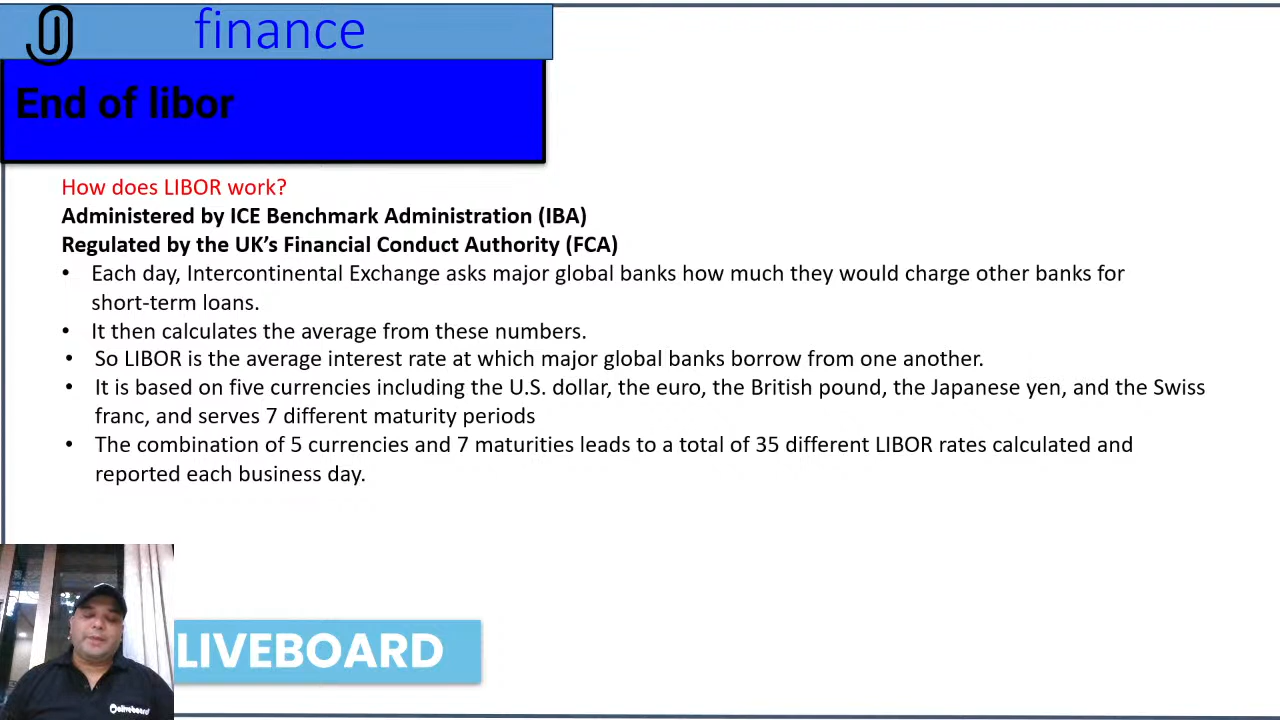 finance
End of libor
How does LIBOR work?
Administered by ICE Benchmark Administration (IBA)
Regulated by the UK’s Financial Conduct Authority (FCA)
• Each day, Intercontinental Exchange asks major global banks how much they would charge other banks for
short-term loans.
• It then calculates the average from these numbers.
• So LIBOR is the average interest rate at which major global banks borrow from one another.
• It is based on five currencies including the U.S. dollar, the euro, the British pound, the Japanese yen, and the Swiss
franc, and serves 7 different maturity periods
• The combination of 5 currencies and 7 maturities leads to a total of 35 different LIBOR rates calculated and
reported each business day.
LIVEBOARD
oliveboard